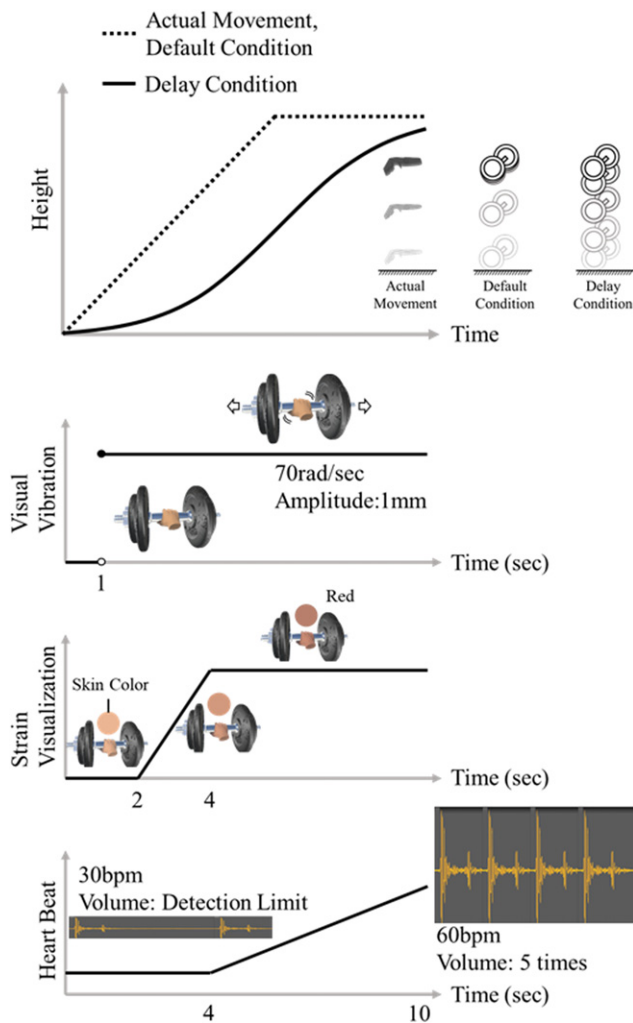 Actual Movement,
Default Condition
Delay Condition
Height
Actual
Movement
Default
Condition
Delay
Condition
Time
Visual
Vibration
70rad/sec
Amplitude:1mm
1
Time (sec)
Strain
Visualization
Skin Color
Red
2
4
Time (sec)
Heart Beat
30bpm
Volume: Detection Limit
60bpm
Volume: 5 times
4
10
Time (sec)